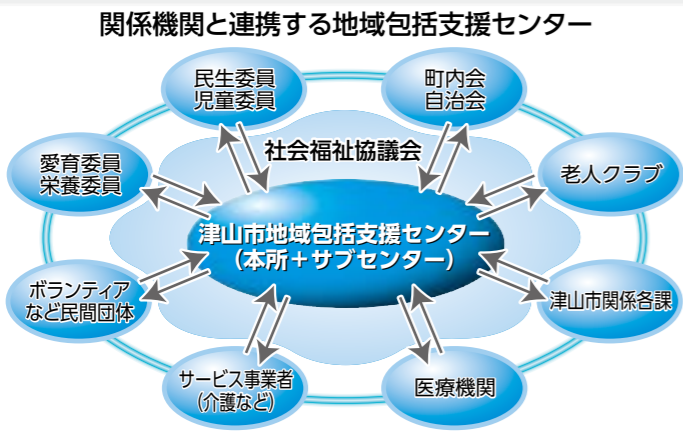 関係機関と連携する地域包括支援センター
民生委員
児童委員
町内会
自治会
社会福祉協議会
愛育委員
栄養委員
老人クラブ
津山市地域包括支援センター
（本所＋サブセンター）
ボランティア
など民間団体
津山市関係各課
サービス事業者
（介護など）
医療機関